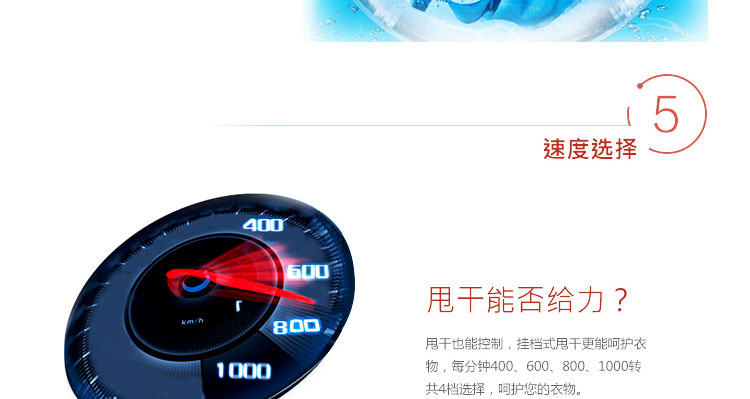 5
速度选择
400
600
800
1000
km/h
甩干能否给力？
甩干也能控制，挂档式甩干更能呵护衣
物，每分钟400、600、800、1000转
共4档选择，呵护您的衣物。